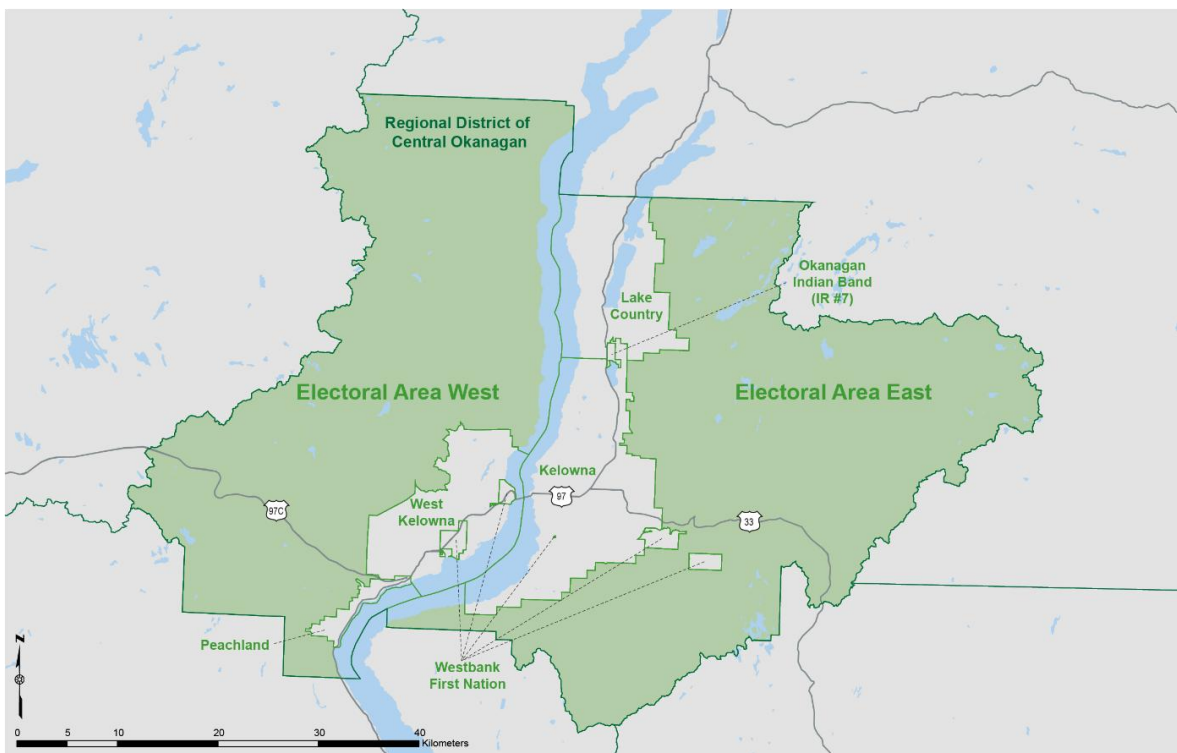 Regional District of
Central Okanagan
Okanagan
Indian Band
(IR #7)
Lake
Country
Electoral Area West
Electoral Area East
Kelowna
97
West
Kelowna
97C
33
Peachland
Westbank
First Nation
N
0 5 10 20 30 40
Kilometers